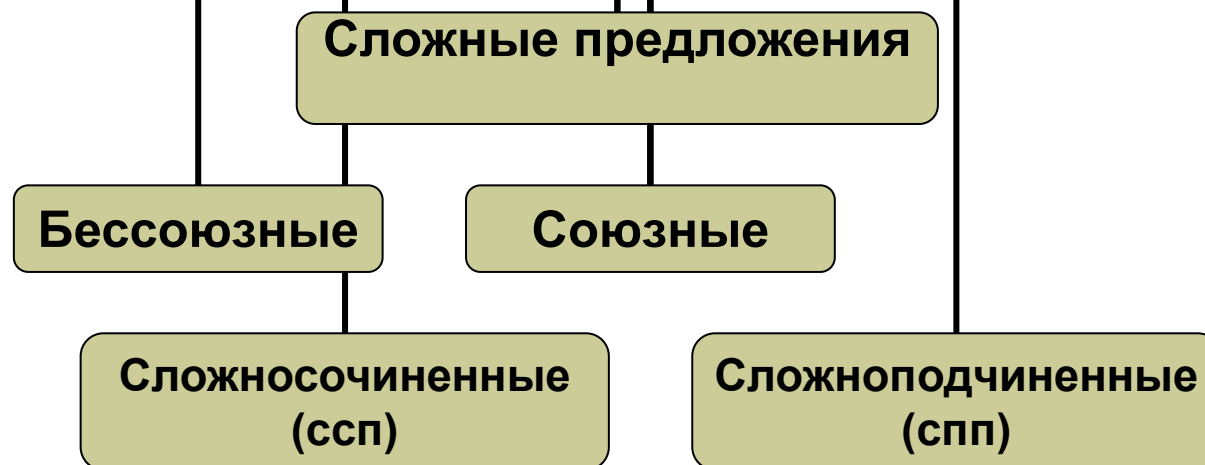 Сложные предложения
Бессоюзные
Союзные
Сложносочиненные
(ссп)
Сложноподчиненные
(спп)